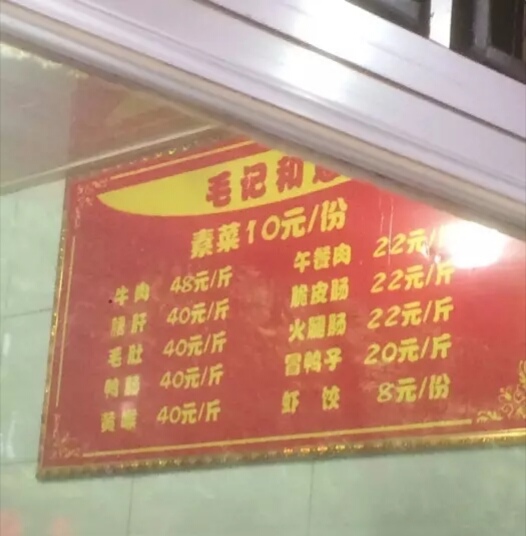 毛记和
素菜10元/份
牛肉 48元/斤
腰肝 40元/斤
毛肚 40元/斤
鸭肠 40元/斤
黄喉 40元/斤
午餐肉 22元/
脆皮肠 22元/斤
火腿肠 22元/斤
冒鸭子 20元/斤
虾饺 8元/份